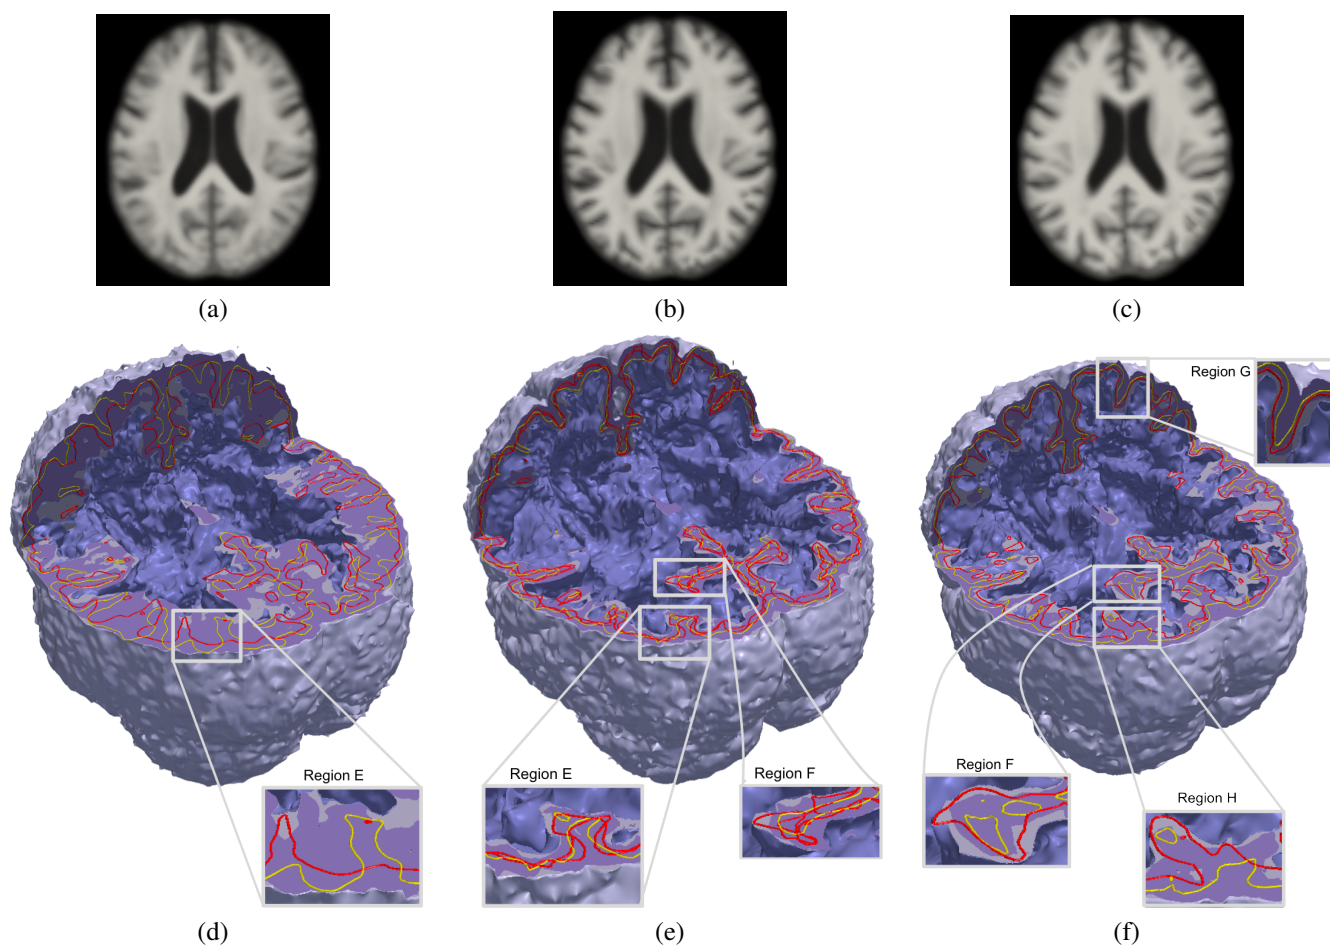 (a)
(b)
(c)
Region G
Region E
Region E
Region F
Region F
Region H
(d)
(e)
(f)